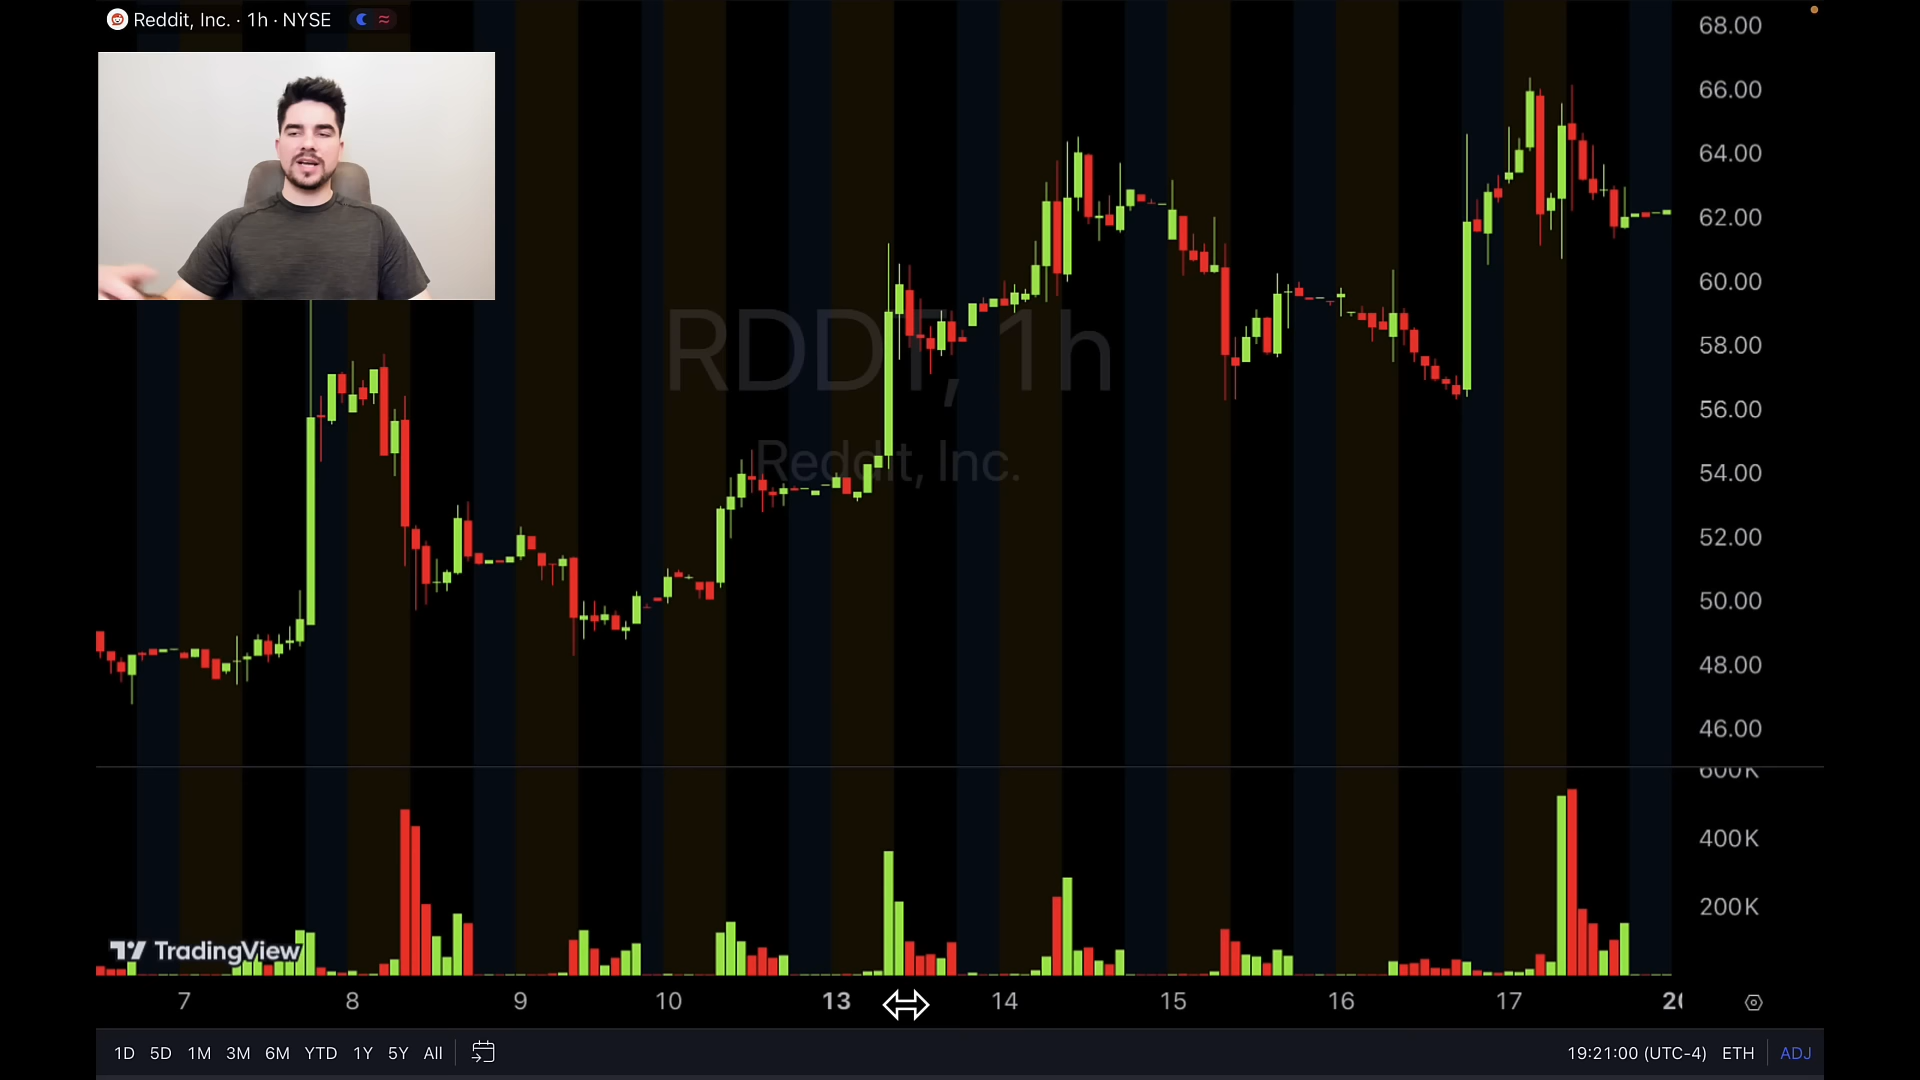 Reddit, Inc. · 1h · NYSE
68.00
66.00
64.00
62.00
60.00
58.00
56.00
54.00
52.00
50.00
48.00
46.00
RDDT, 1h
Reddit, Inc.
600K
400K
200K
TradingView
7 8 9 10 13 14 15 16 17 20
1D 5D 1M 3M 6M YTD 1Y 5Y All 19:21:00 (UTC-4) ETH ADJ